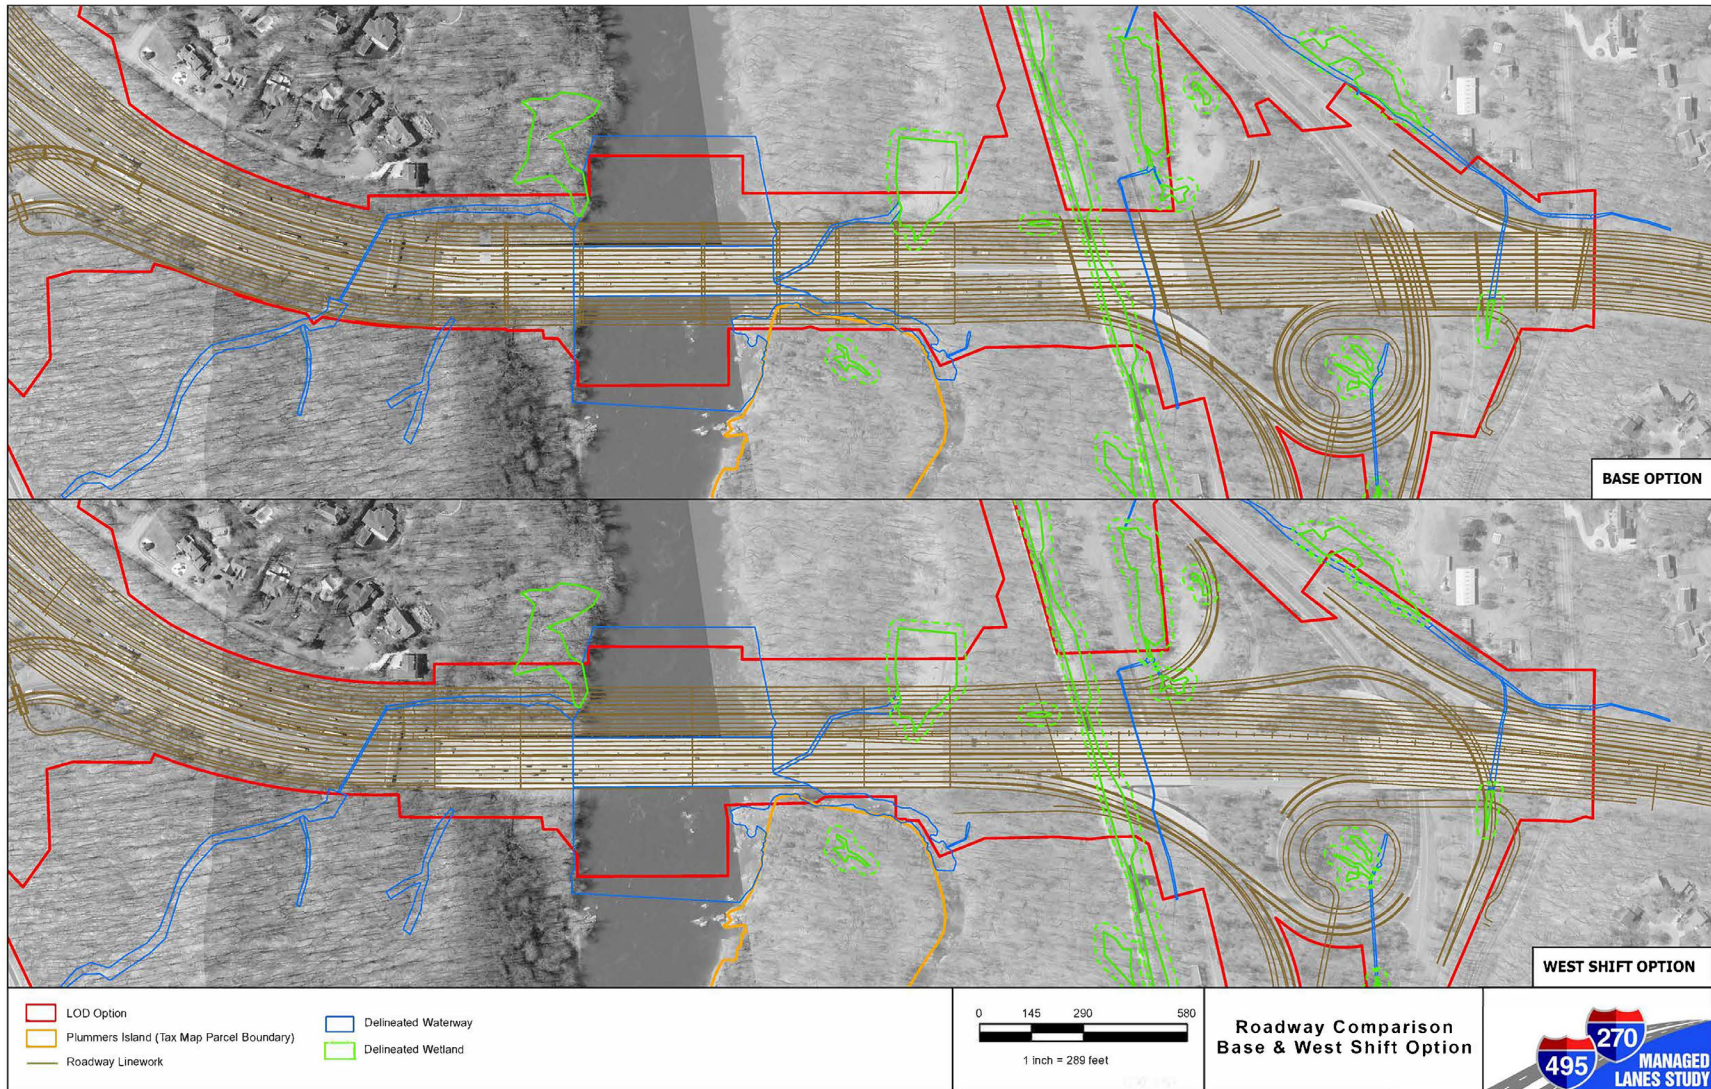 BASE OPTION
WEST SHIFT OPTION
LOD Option
Plummers Island (Tax Map Parcel Boundary)
Roadway Linework
Delineated Waterway
Delineated Wetland
0 145 290 580
1 inch = 289 feet
Roadway Comparison
Base & West Shift Option
495 270
MANAGED
LANES STUDY